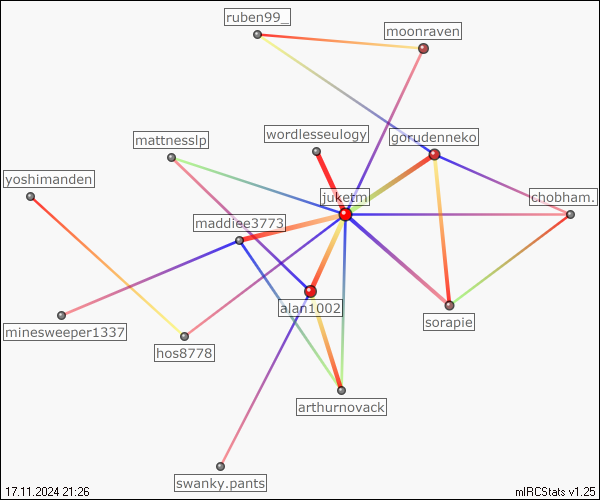 ruben99_
moonraven
wordlesseulogy
gorudenneko
mattnesslp
yoshimanden
juketm
chobham.
maddiee3773
alan1002
minesweeper1337
sorapie
hos8778
arthurnovack
swanky.pants
17.11.2024 21:26
mIRCStats v1.25